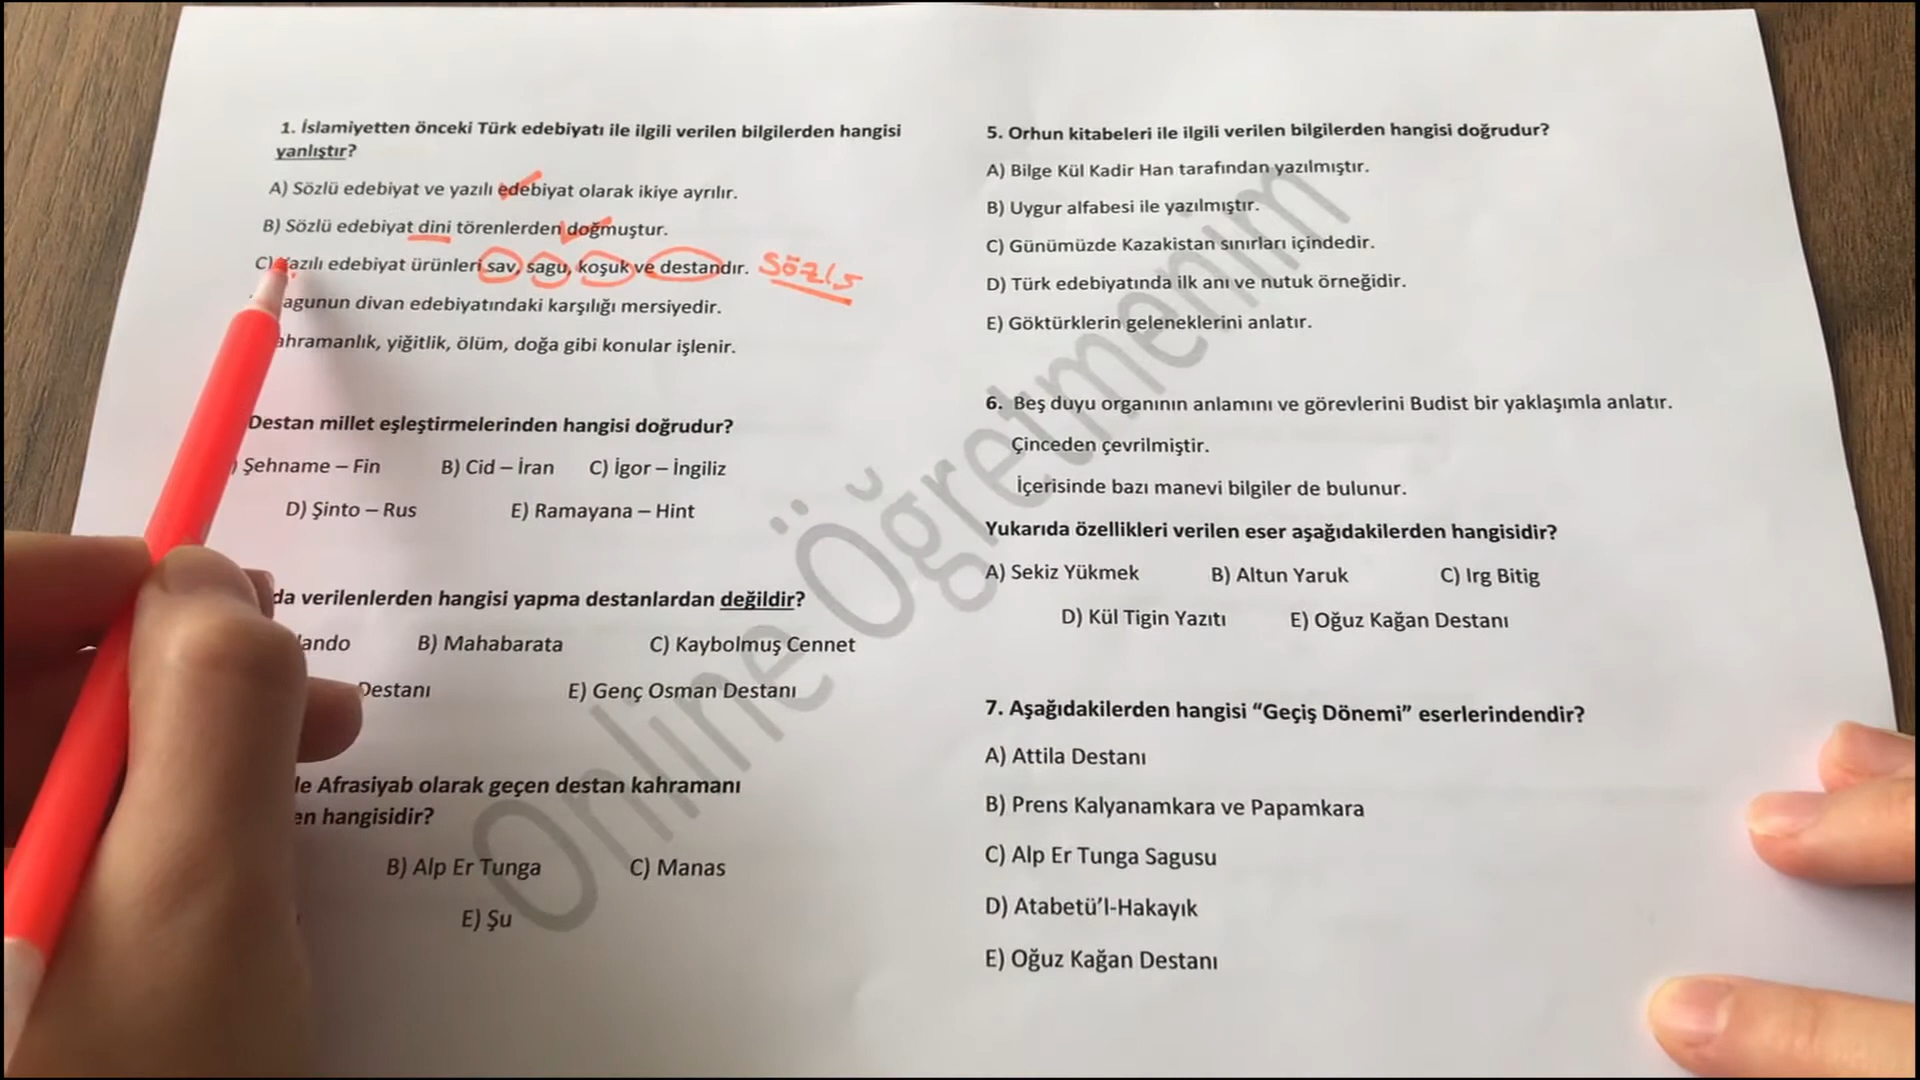 1. İslamiyetten önceki Türk edebiyatı ile ilgili verilen bilgilerden hangisi
yanlıştır?
A) Sözlü edebiyat ve yazılı edebiyat olarak ikiye ayrılır.
B) Sözlü edebiyat dini törenlerden doğmuştur.
C) Yazılı edebiyat ürünleri sav, sagu, koşuk ve destandır.
agunun divan edebiyatındaki karşılığı mersiyedir.
ahramanlık, yiğitlik, ölüm, doğa gibi konular işlenir.
Destan millet eşleştirmelerinden hangisi doğrudur?
) Şehname – Fin B) Cid – İran C) İgor – İngiliz
D) Şinto – Rus E) Ramayana – Hint
da verilenlerden hangisi yapma destanlardan değildir?
lando B) Mahabarata C) Kaybolmuş Cennet
Destanı E) Genç Osman Destanı
le Afrasiyab olarak geçen destan kahramanı
en hangisidir?
B) Alp Er Tunga C) Manas
E) Şu
5. Orhun kitabeleri ile ilgili verilen bilgilerden hangisi doğrudur?
A) Bilge Kül Kadir Han tarafından yazılmıştır.
B) Uygur alfabesi ile yazılmıştır.
C) Günümüzde Kazakistan sınırları içindedir.
D) Türk edebiyatında ilk anı ve nutuk örneğidir.
E) Göktürklerin geleneklerini anlatır.
6. Beş duyu organının anlamını ve görevlerini Budist bir yaklaşımla anlatır.
Çinceden çevrilmiştir.
İçerisinde bazı manevi bilgiler de bulunur.
Yukarıda özellikleri verilen eser aşağıdakilerden hangisidir?
A) Sekiz Yükmek B) Altun Yaruk C) Irg Bitig
D) Kül Tigin Yazıtı E) Oğuz Kağan Destanı
7. Aşağıdakilerden hangisi “Geçiş Dönemi” eserlerindendir?
A) Attila Destanı
B) Prens Kalyanamkara ve Papamkara
C) Alp Er Tunga Sagusu
D) Atabetü’l-Hakayık
E) Oğuz Kağan Destanı
Online Öğretmenim